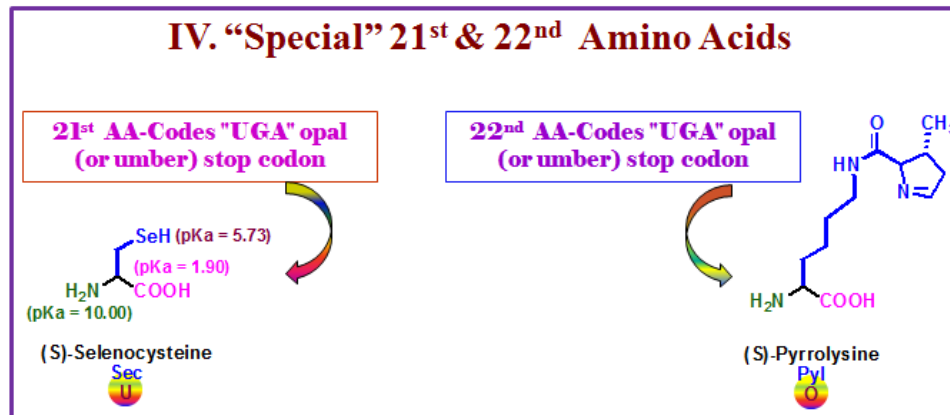 IV. “Special” 21st & 22nd Amino Acids
21st AA-Codes "UGA" opal
(or umber) stop codon
22nd AA-Codes "UGA" opal
(or umber) stop codon
SeH (pKa = 5.73)
(pKa = 1.90)
H2N
COOH
(pKa = 10.00)
(S)-Selenocysteine
Sec
U
O
CH3
HN
N
H2N
COOH
(S)-Pyrrolysine
Pyl
O